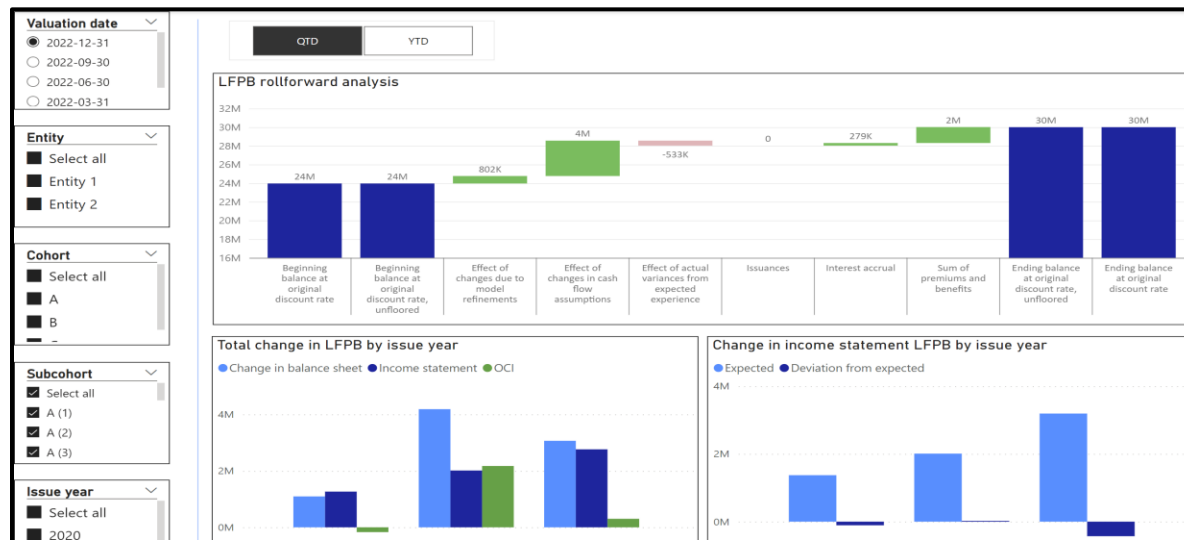 Valuation date
2022-12-31
2022-09-30
2022-06-30
2022-03-31
Entity
Select all
Entity 1
Entity 2
Cohort
Select all
A
B
Subcohort
Select all
A (1)
A (2)
A (3)
Issue year
Select all
2020
QTD
YTD
LFPB rollforward analysis
32M
30M
28M
26M
24M
22M
20M
18M
16M
24M
24M
802K
4M
-533K
0
279K
2M
30M
30M
Beginning
balance at
original
discount rate
Beginning
balance at
original
discount rate,
unfloored
Effect of
changes due to
model
refinements
Effect of
changes in cash
flow
assumptions
Effect of actual
variances from
expected
experience
Issuances
Interest accrual
Sum of
premiums and
benefits
Ending balance
at original
discount rate,
unfloored
Ending balance
at original
discount rate
Total change in LFPB by issue year
Change in balance sheet Income statement OCI
4M
2M
0M
Change in income statement LFPB by issue year
Expected Deviation from expected
4M
2M
0M